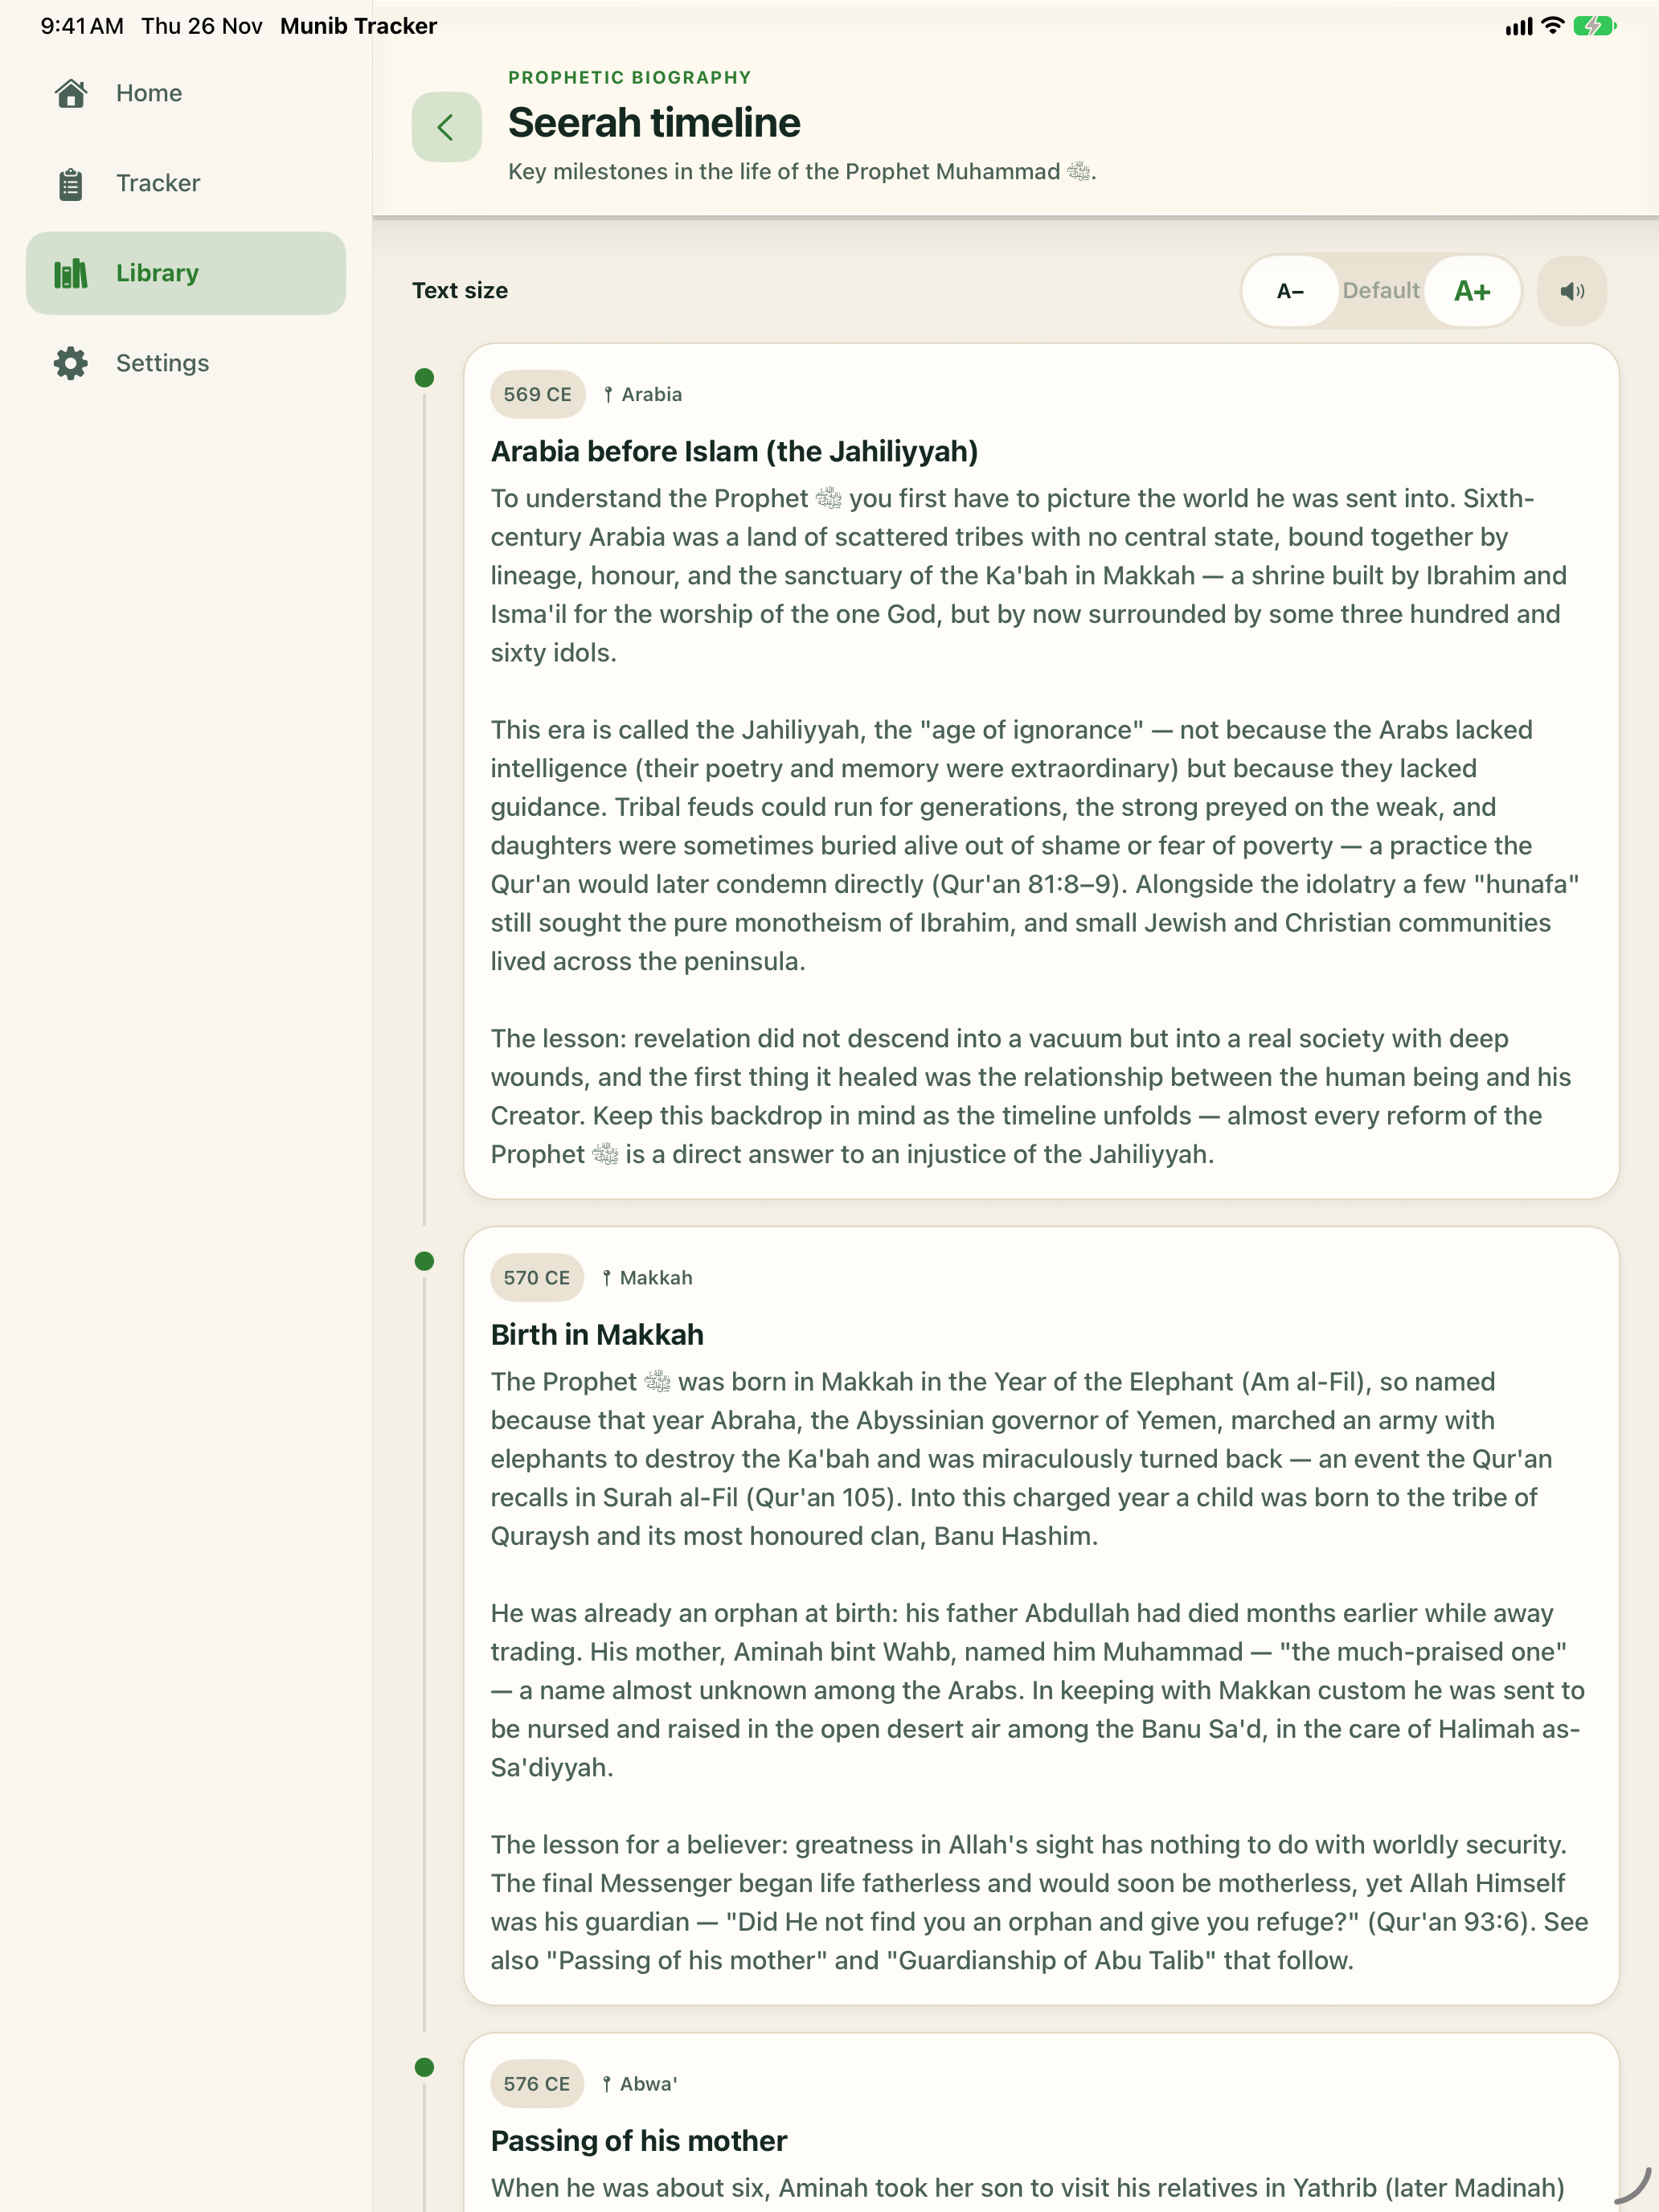 9:41 AM Thu 26 Nov Munib Tracker
Home
Tracker
Library
Settings
PROPHETIC BIOGRAPHY
Seerah timeline
Key milestones in the life of the Prophet Muhammad ﷺ.
Text size
A−
Default
A+
569 CE
Arabia
Arabia before Islam (the Jahiliyyah)
To understand the Prophet ﷺ you first have to picture the world he was sent into. Sixth-
century Arabia was a land of scattered tribes with no central state, bound together by
lineage, honour, and the sanctuary of the Ka'bah in Makkah — a shrine built by Ibrahim and
Isma'il for the worship of the one God, but by now surrounded by some three hundred and
sixty idols.
This era is called the Jahiliyyah, the "age of ignorance" — not because the Arabs lacked
intelligence (their poetry and memory were extraordinary) but because they lacked
guidance. Tribal feuds could run for generations, the strong preyed on the weak, and
daughters were sometimes buried alive out of shame or fear of poverty — a practice the
Qur'an would later condemn directly (Qur'an 81:8–9). Alongside the idolatry a few "hunafa"
still sought the pure monotheism of Ibrahim, and small Jewish and Christian communities
lived across the peninsula.
The lesson: revelation did not descend into a vacuum but into a real society with deep
wounds, and the first thing it healed was the relationship between the human being and his
Creator. Keep this backdrop in mind as the timeline unfolds — almost every reform of the
Prophet ﷺ is a direct answer to an injustice of the Jahiliyyah.
570 CE
Makkah
Birth in Makkah
The Prophet ﷺ was born in Makkah in the Year of the Elephant (Am al-Fil), so named
because that year Abraha, the Abyssinian governor of Yemen, marched an army with
elephants to destroy the Ka'bah and was miraculously turned back — an event the Qur'an
recalls in Surah al-Fil (Qur'an 105). Into this charged year a child was born to the tribe of
Quraysh and its most honoured clan, Banu Hashim.
He was already an orphan at birth: his father Abdullah had died months earlier while away
trading. His mother, Aminah bint Wahb, named him Muhammad — "the much-praised one"
— a name almost unknown among the Arabs. In keeping with Makkan custom he was sent to
be nursed and raised in the open desert air among the Banu Sa'd, in the care of Halimah as-
Sa'diyyah.
The lesson for a believer: greatness in Allah's sight has nothing to do with worldly security.
The final Messenger began life fatherless and would soon be motherless, yet Allah Himself
was his guardian — "Did He not find you an orphan and give you refuge?" (Qur'an 93:6). See
also "Passing of his mother" and "Guardianship of Abu Talib" that follow.
576 CE
Abwa'
Passing of his mother
When he was about six, Aminah took her son to visit his relatives in Yathrib (later Madinah)